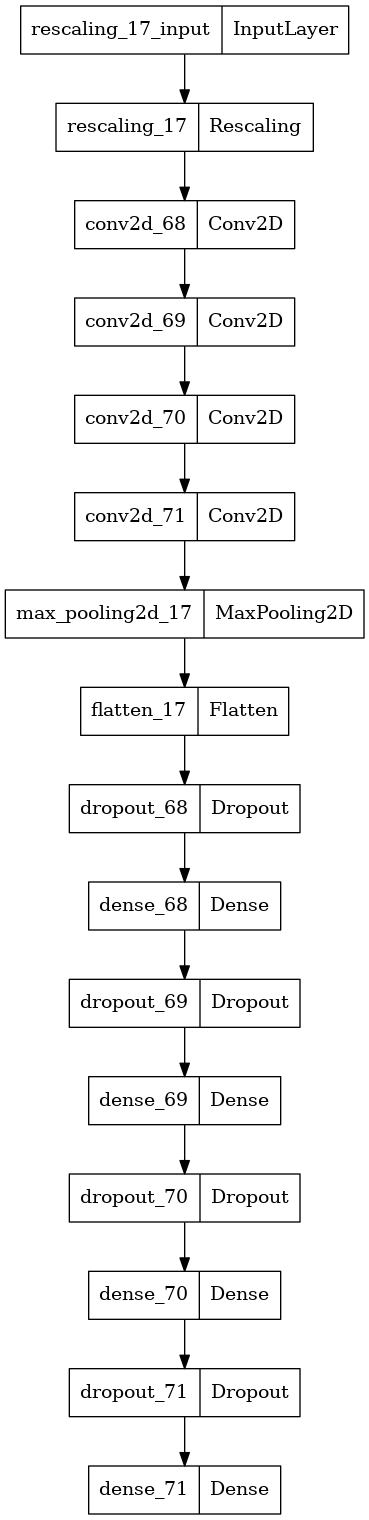 rescaling_17_input InputLayer
rescaling_17 Rescaling
conv2d_68 Conv2D
conv2d_69 Conv2D
conv2d_70 Conv2D
conv2d_71 Conv2D
max_pooling2d_17 MaxPooling2D
flatten_17 Flatten
dropout_68 Dropout
dense_68 Dense
dropout_69 Dropout
dense_69 Dense
dropout_70 Dropout
dense_70 Dense
dropout_71 Dropout
dense_71 Dense